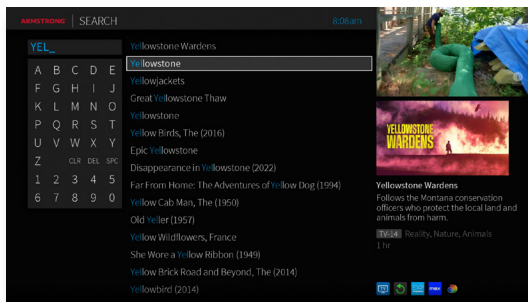 ARMSTRONG SEARCH 8:08am
YEL_
A B C D E
F G H I J
K L M N O
P Q R S T
U V W X Y
Z CLR DEL SPC
1 2 3 4 5
6 7 8 9 0
Yellowstone Wardens
Yellowstone
Yellowjackets
Great Yellowstone Thaw
Yellowstone
Yellow Birds, The (2016)
Epic Yellowstone
Disappearance in Yellowstone (2022)
Far From Home: The Adventures of Yellow Dog (1994)
Yellow Cab Man, The (1950)
Old Yeller (1957)
Yellow Wildflowers, France
She Wore a Yellow Ribbon (1949)
Yellow Brick Road and Beyond, The (2014)
Yellowbird (2014)
YELLOWSTONE
WARDENS
Yellowstone Wardens
Follows the Montana conservation
officers who protect the local land and
animals from harm.
TV-14 Reality, Nature, Animals
1 hr
max